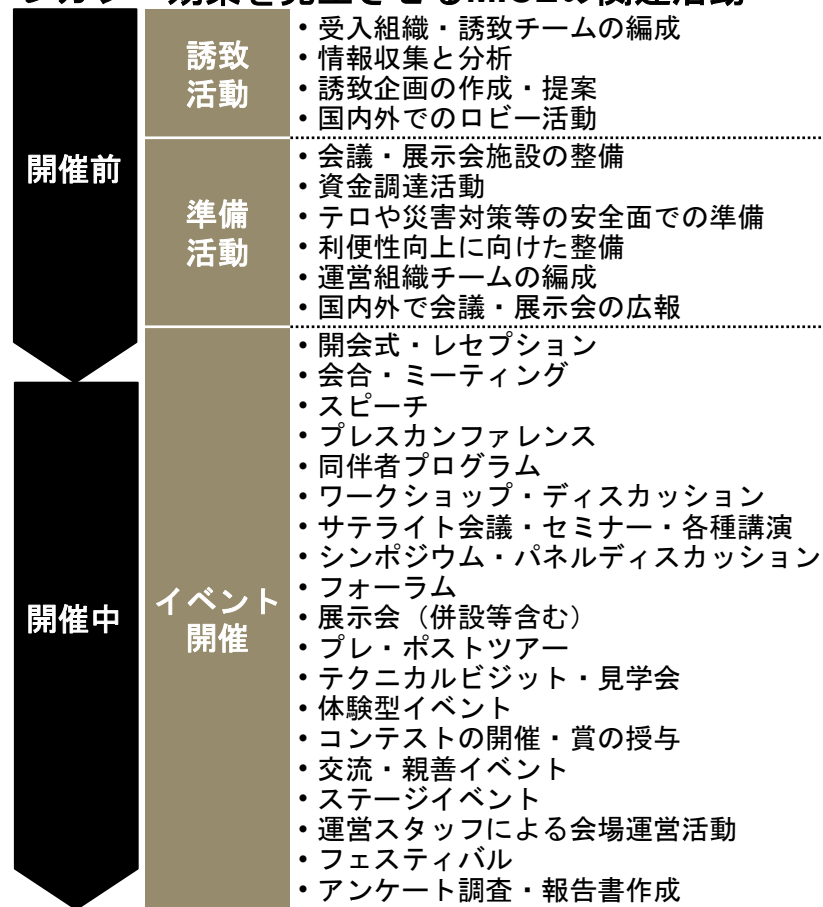 開催前
誘致
活動
・受入組織・誘致チームの編成
・情報収集と分析
・誘致企画の作成・提案
・国内外でのロビー活動
準備
活動
・会議・展示会施設の整備
・資金調達活動
・テロや災害対策等の安全面での準備
・利便性向上に向けた整備
・運営組織チームの編成
・国内外で会議・展示会の広報
開催中
イベント
開催
・開会式・レセプション
・会合・ミーティング
・スピーチ
・プレスカンファレンス
・同伴者プログラム
・ワークショップ・ディスカッション
・サテライト会議・セミナー・各種講演
・シンポジウム・パネルディスカッション
・フォーラム
・展示会（併設等含む）
・プレ・ポストツアー
・テクニカルビジット・見学会
・体験型イベント
・コンテストの開催・賞の授与
・交流・親善イベント
・ステージイベント
・運営スタッフによる会場運営活動
・フェスティバル
・アンケート調査・報告書作成